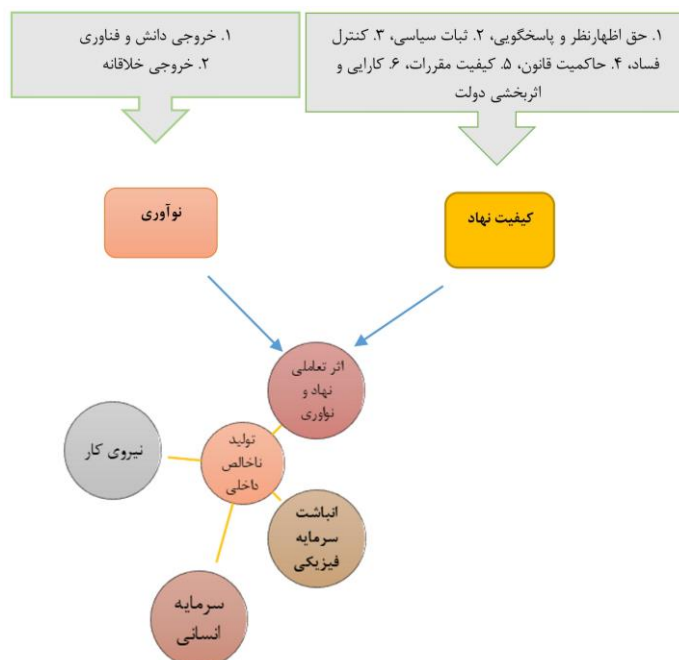 ۱. حق اظهارنظر و پاسخگویی، ۲. ثبات سیاسی، ۳. کنترل
فساد، ۴. حاکمیت قانون، ۵. کیفیت مقررات، ۶. کارایی و
اثربخشی دولت
۱. خروجی دانش و فناوری
۲. خروجی خلاقانه
کیفیت نهاد
نوآوری
اثر تعاملی
نهاد و
نواوری
تولید
ناخالص
داخلی
نیروی کار
انباشت
سرمایه
فیزیکی
سرمایه
انسانی